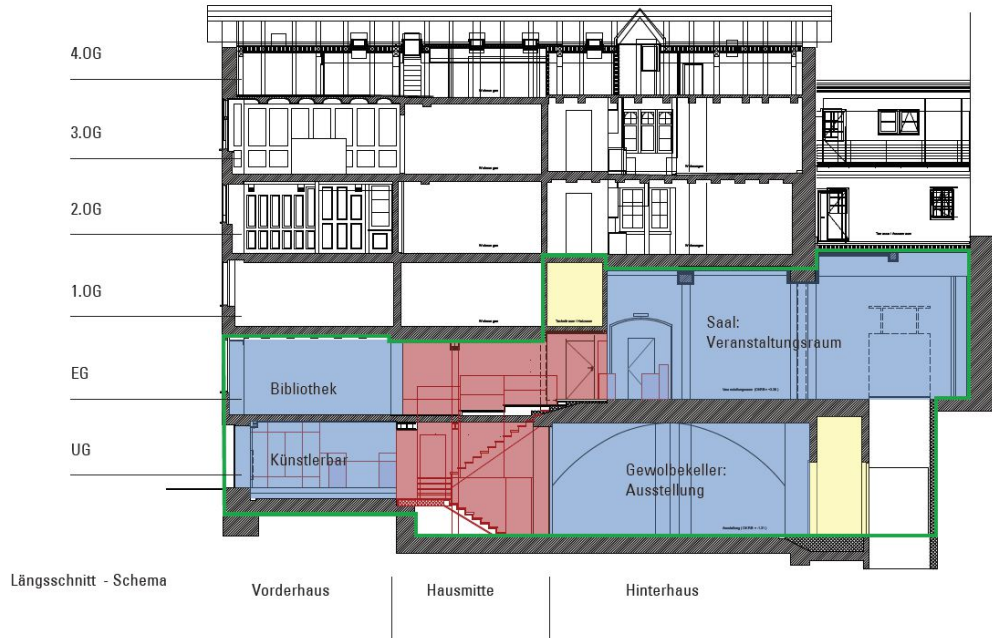 4.OG
3.OG
2.OG
1.OG
EG
UG
Saal:
Veranstaltungsraum
Bibliothek
Künstlerbar
Gewolbekeller:
Ausstellung
Längsschnitt - Schema
Vorderhaus
Hausmitte
Hinterhaus